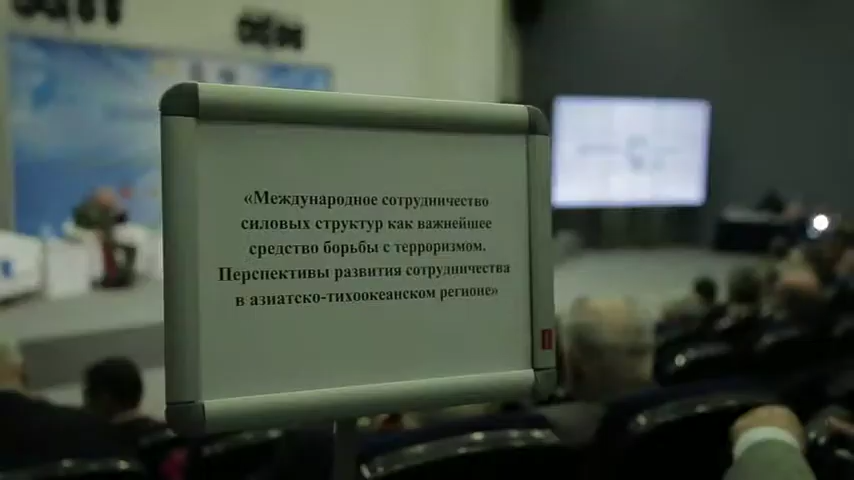 «Международное сотрудничество
силовых структур как важнейшее
средство борьбы с терроризмом.
Перспективы развития сотрудничества
в азиатско-тихоокеанском регионе»